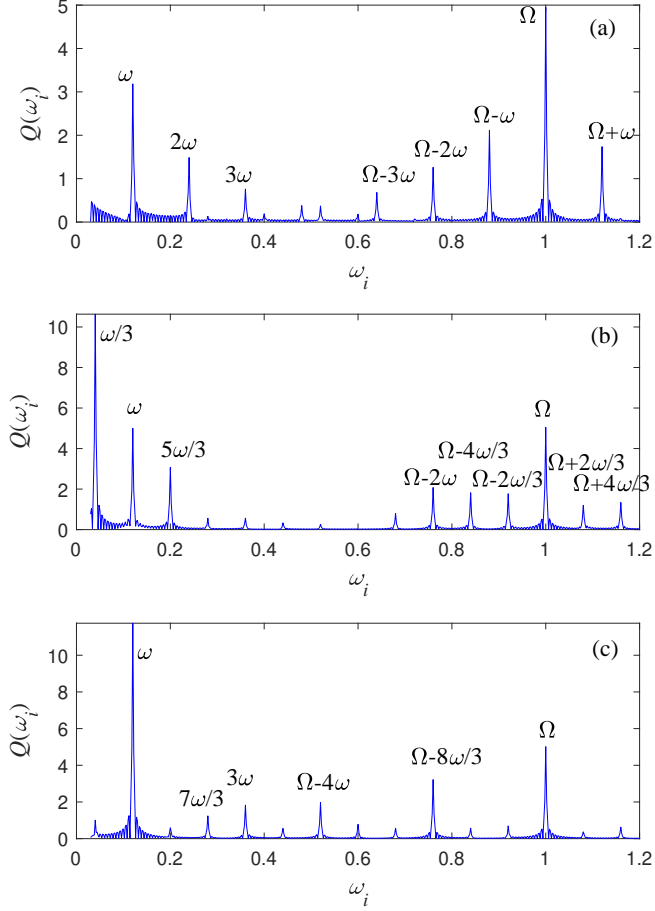 (a)
Q(ω_i)
5
4
3
2
1
0
ω
2ω
3ω
Ω-3ω
Ω-2ω
Ω-ω
Ω
Ω+ω
0 0.2 0.4 0.6 0.8 1 1.2
ω_i
(b)
Q(ω_i)
10
8
6
4
2
0
ω/3
ω
5ω/3
Ω-2ω
Ω-4ω/3
Ω-2ω/3
Ω
Ω+2ω/3
Ω+4ω/3
0 0.2 0.4 0.6 0.8 1 1.2
ω_i
(c)
Q(ω_i)
10
8
6
4
2
0
ω
7ω/3
3ω
Ω-4ω
Ω-8ω/3
Ω
0 0.2 0.4 0.6 0.8 1 1.2
ω_i